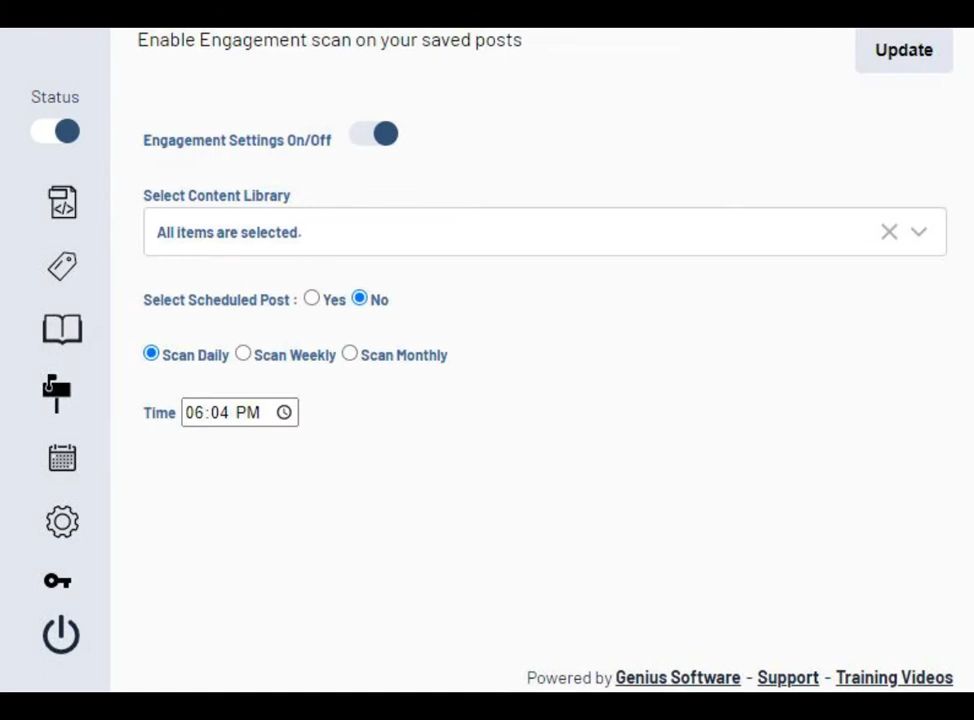 Enable Engagement scan on your saved posts
Update
Status
Engagement Settings On/Off
Select Content Library
All items are selected.
Select Scheduled Post : Yes No
Scan Daily Scan Weekly Scan Monthly
Time 06:04 PM
Powered by Genius Software - Support - Training Videos